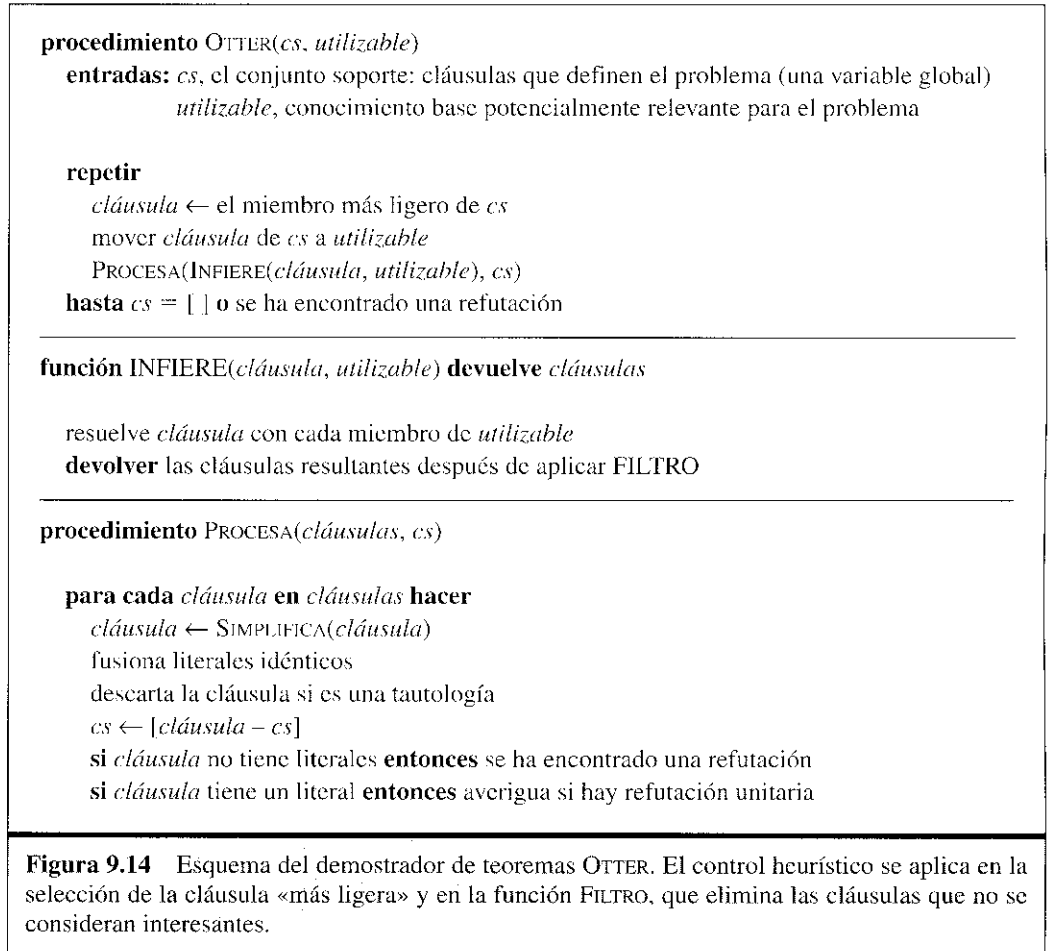 procedimiento OTTER(cs, utilizable)
entradas: cs, el conjunto soporte: cláusulas que definen el problema (una variable global)
utilizable, conocimiento base potencialmente relevante para el problema
repetir
cláusula ← el miembro más ligero de cs
mover cláusula de cs a utilizable
PROCESA(INFIERE(cláusula, utilizable), cs)
hasta cs = [ ] o se ha encontrado una refutación
función INFIERE(cláusula, utilizable) devuelve cláusulas
resuelve cláusula con cada miembro de utilizable
devolver las cláusulas resultantes después de aplicar FILTRO
procedimiento PROCESA(cláusulas, cs)
para cada cláusula en cláusulas hacer
cláusula ← SIMPLIFICA(cláusula)
fusiona literales idénticos
descarta la cláusula si es una tautología
cs ← [cláusula – cs]
si cláusula no tiene literales entonces se ha encontrado una refutación
si cláusula tiene un literal entonces averigua si hay refutación unitaria
Figura 9.14 Esquema del demostrador de teoremas OTTER. El control heurístico se aplica en la
selección de la cláusula «más ligera» y en la función FILTRO, que elimina las cláusulas que no se
consideran interesantes.